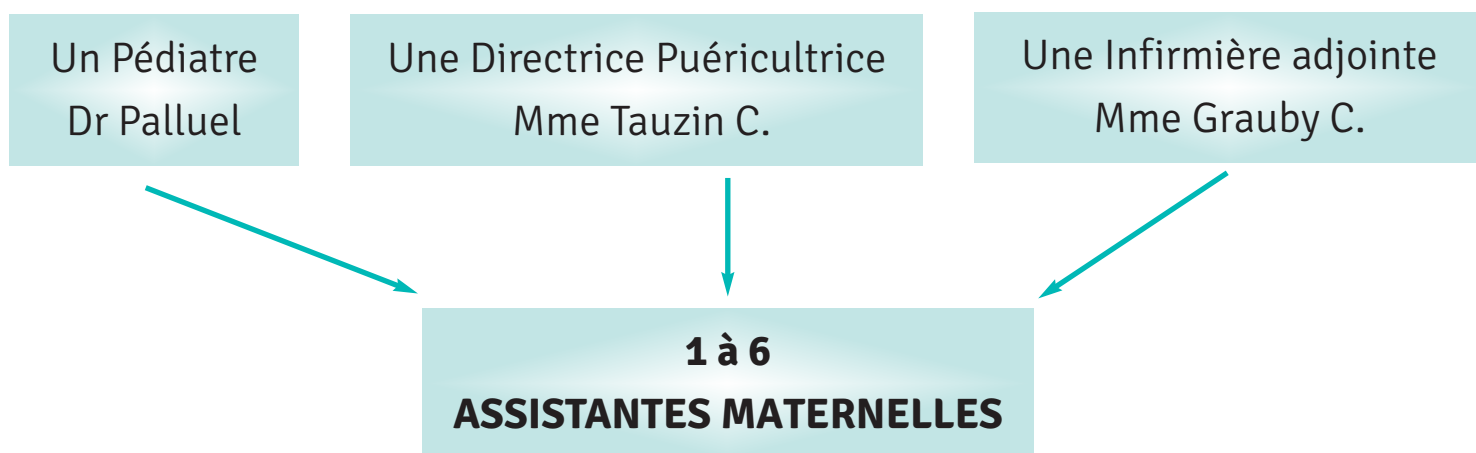 Un Pédiatre
Dr Palluel
Une Directrice Puéricultrice
Mme Tauzin C.
Une Infirmière adjointe
Mme Grauby C.
1 à 6
ASSISTANTES MATERNELLES